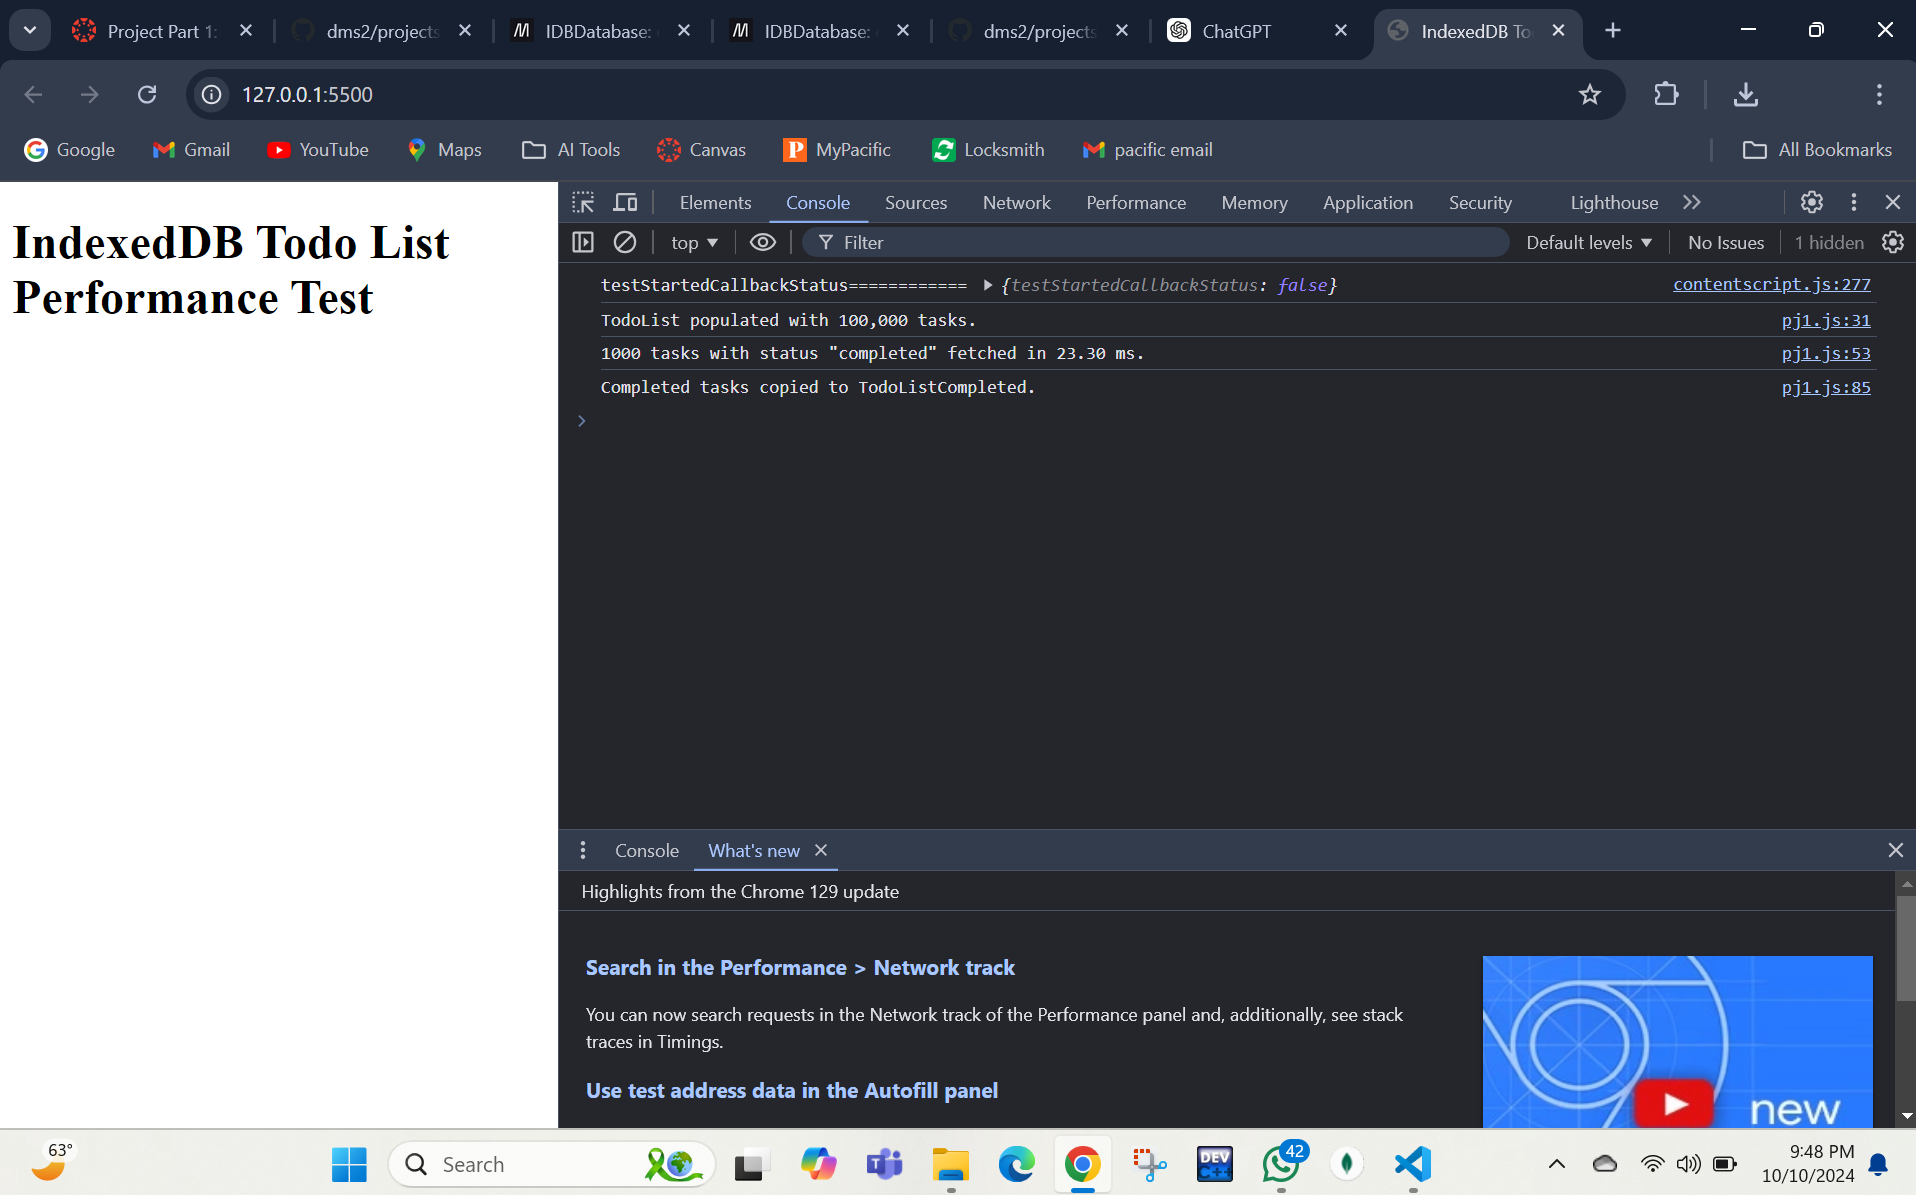 Project Part 1:
dms2/projects
IDBDatabase:
IDBDatabase:
dms2/projects
ChatGPT
IndexedDB To
127.0.0.1:5500
Google
Gmail
YouTube
Maps
AI Tools
Canvas
P MyPacific
Locksmith
pacific email
All Bookmarks
IndexedDB Todo List
Performance Test
Elements
Console
Sources
Network
Performance
Memory
Application
Security
Lighthouse
top
Filter
Default levels
No Issues
1 hidden
testStartedCallbackStatus============ {testStartedCallbackStatus: false} contentscript.js:277
TodoList populated with 100,000 tasks. pj1.js:31
1000 tasks with status "completed" fetched in 23.30 ms. pj1.js:53
Completed tasks copied to TodoListCompleted. pj1.js:85
Console
What's new
Highlights from the Chrome 129 update
Search in the Performance > Network track
You can now search requests in the Network track of the Performance panel and, additionally, see stack
traces in Timings.
Use test address data in the Autofill panel
new
63°
Search
DEV
C++
42
9:48 PM
10/10/2024